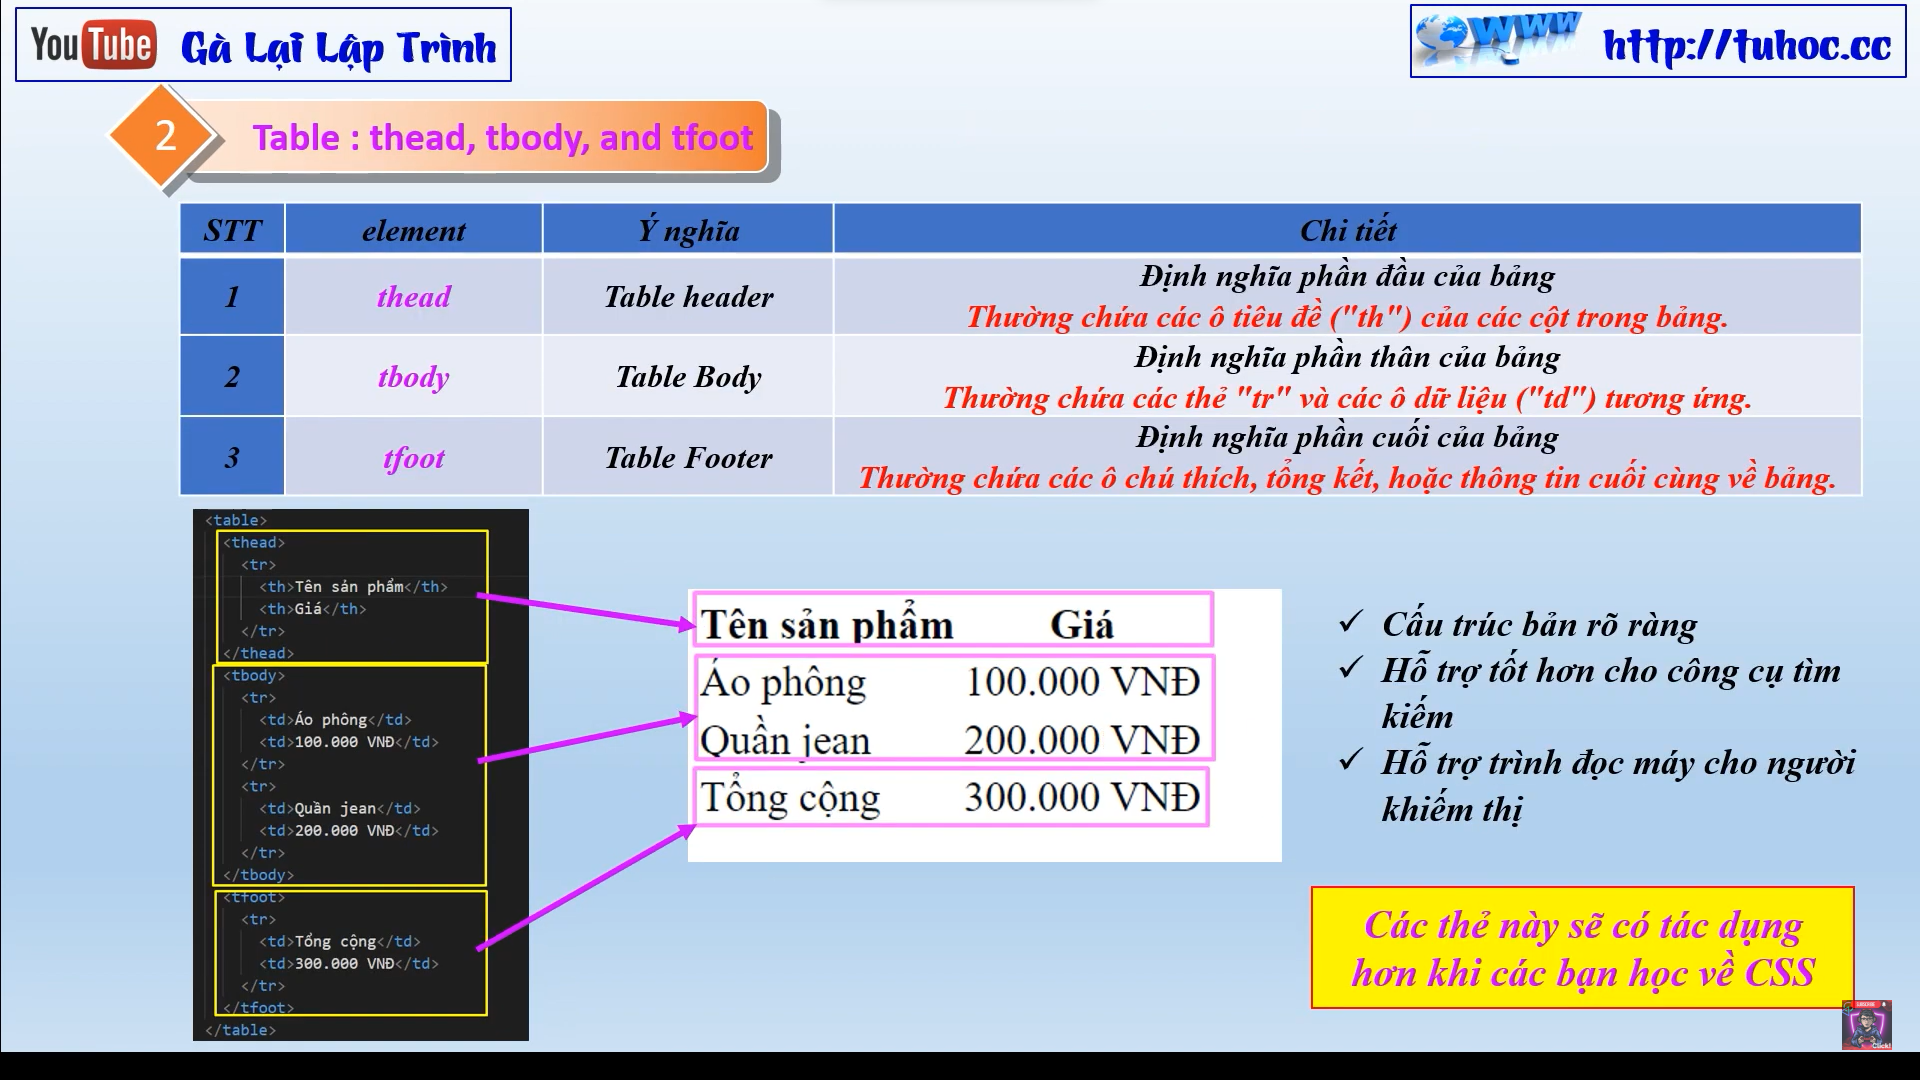 YouTube Gà Lại Lập Trình
WWW http://tuhoc.cc
2
Table : thead, tbody, and tfoot
STT element Ý nghĩa Chi tiết
1 thead Table header Định nghĩa phần đầu của bảng
Thường chứa các ô tiêu đề ("th") của các cột trong bảng.
2 tbody Table Body Định nghĩa phần thân của bảng
Thường chứa các thẻ "tr" và các ô dữ liệu ("td") tương ứng.
3 tfoot Table Footer Định nghĩa phần cuối của bảng
Thường chứa các ô chú thích, tổng kết, hoặc thông tin cuối cùng về bảng.
<table>
<thead>
<tr>
<th>Tên sản phẩm</th>
<th>Giá</th>
</tr>
</thead>
<tbody>
<tr>
<td>Áo phông</td>
<td>100.000 VNĐ</td>
</tr>
<tr>
<td>Quần jean</td>
<td>200.000 VNĐ</td>
</tr>
</tbody>
<tfoot>
<tr>
<td>Tổng cộng</td>
<td>300.000 VNĐ</td>
</tr>
</tfoot>
</table>
Tên sản phẩm Giá
Áo phông 100.000 VNĐ
Quần jean 200.000 VNĐ
Tổng cộng 300.000 VNĐ
✓ Cấu trúc bản rõ ràng
✓ Hỗ trợ tốt hơn cho công cụ tìm
kiếm
✓ Hỗ trợ trình đọc máy cho người
khiếm thị
Các thẻ này sẽ có tác dụng
hơn khi các bạn học về CSS
SUBSCRIBE
Click!